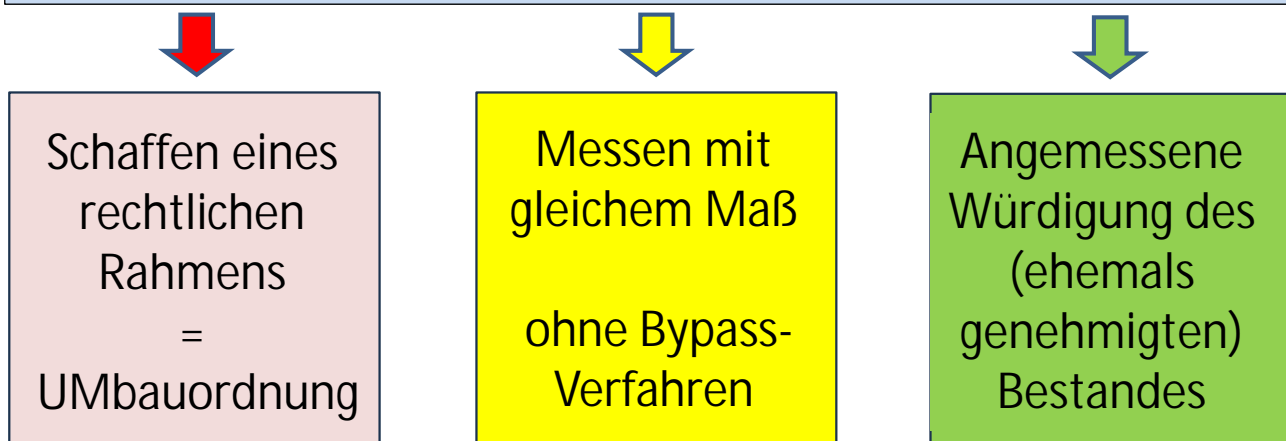 Schaffen eines
rechtlichen
Rahmens
=
UMbauordnung
Messen mit
gleichem Maß
ohne Bypass-
Verfahren
Angemessene
Würdigung des
(ehemals
genehmigten)
Bestandes